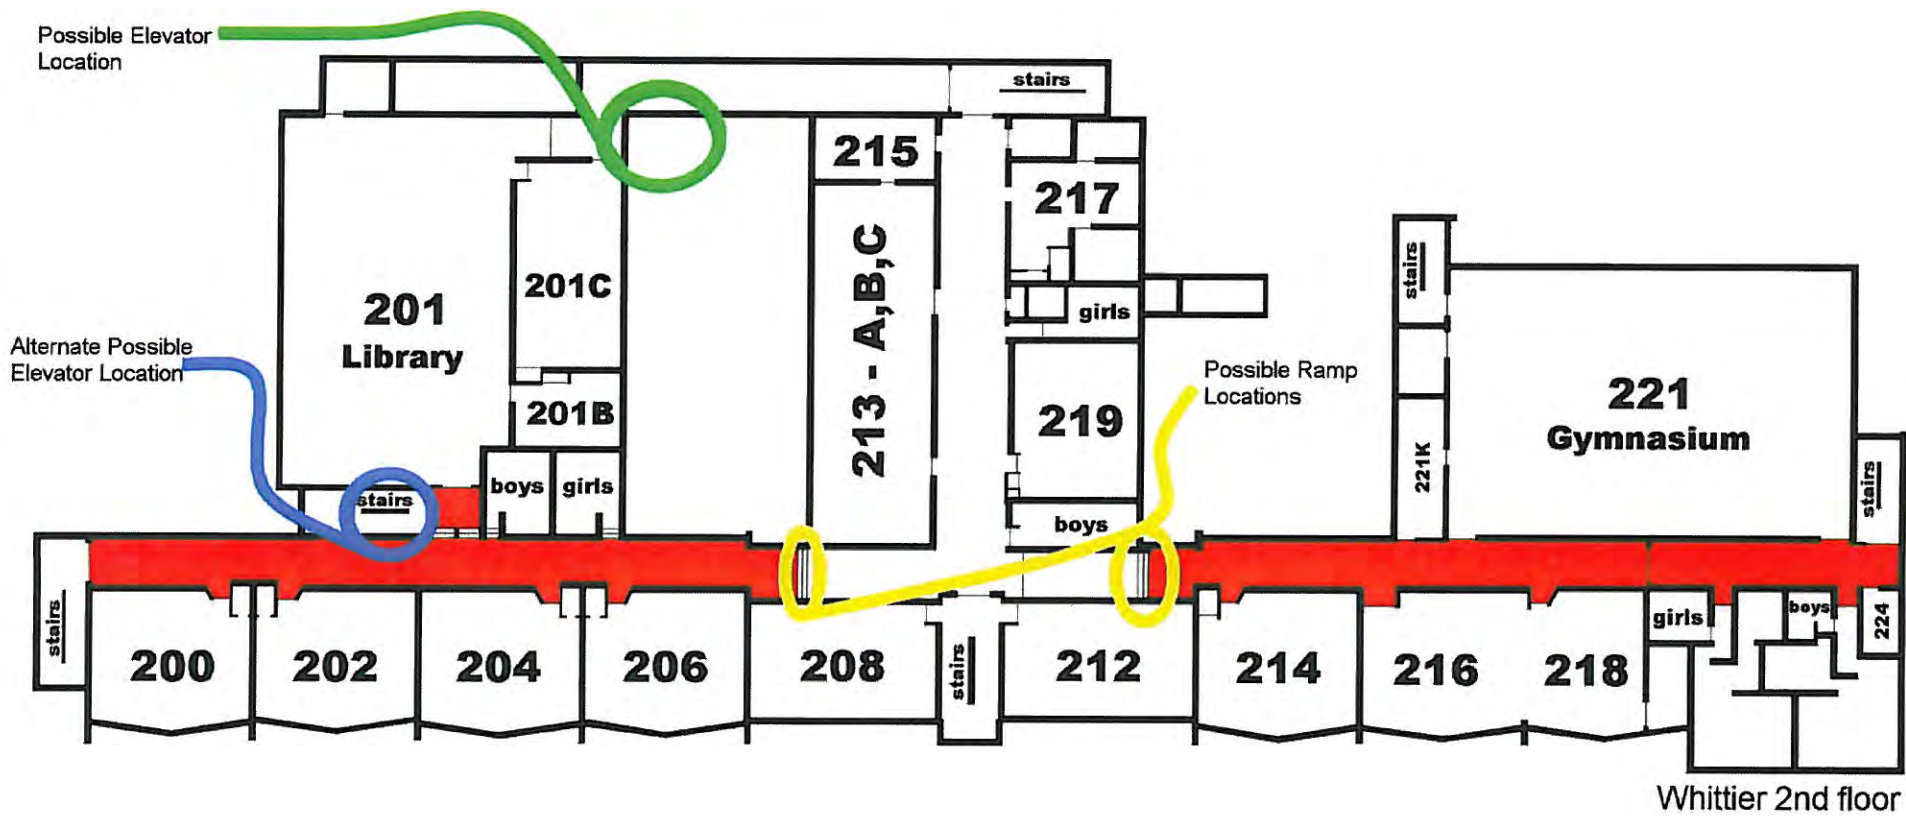 Possible Elevator
Location
stairs
215
217
stairs
201C
213 - A,B,C
girls
201
Library
Alternate Possible
Elevator Location
Possible Ramp
Locations
201B
219
221
Gymnasium
221K
stairs
boys
girls
stairs
boys
stairs
200
202
204
206
208
stairs
212
214
216
218
girls
boys
224
Whittier 2nd floor